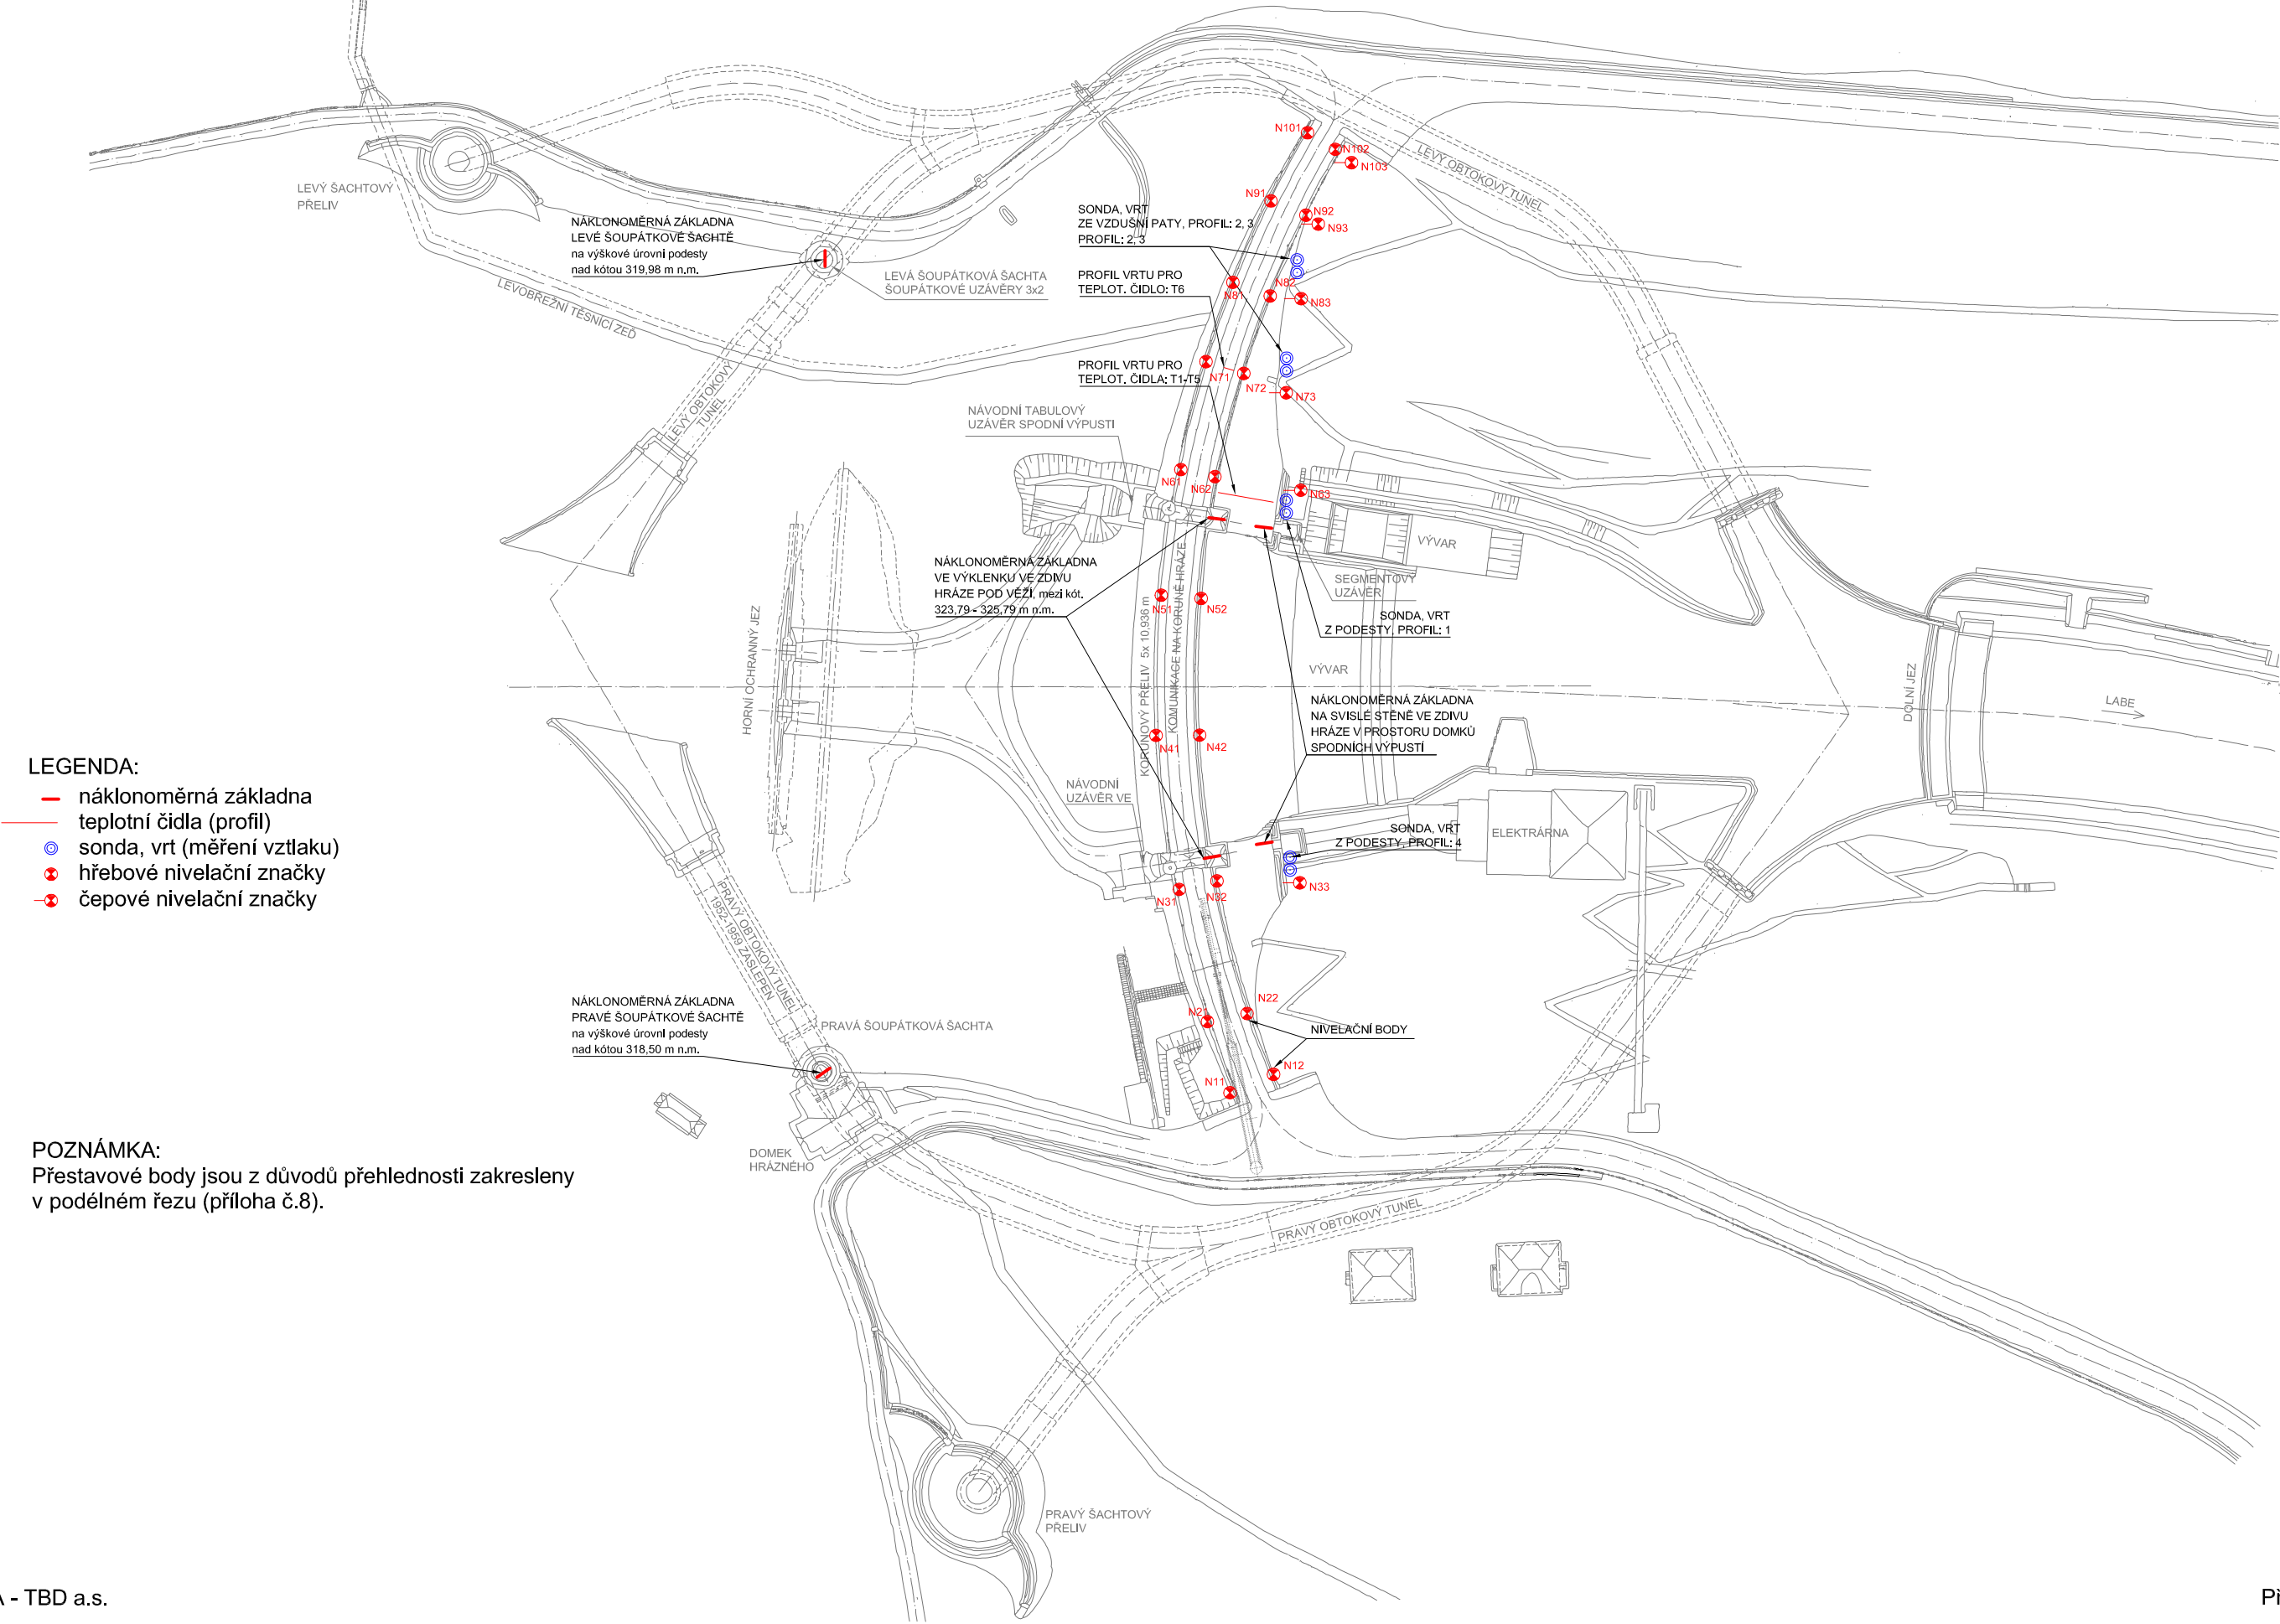 N101
N102
N103
LEVÝ OBTOKOVÝ TUNEL
LEVÝ ŠACHTOVÝ
PŘELIV
N91
N92
N93
SONDA, VRT
ZE VZDUŠNÍ PATY, PROFIL: 2, 3
PROFIL: 2, 3
NÁKLONOMĚRNÁ ZÁKLADNA
LEVÉ ŠOUPÁTKOVÉ ŠACHTĚ
na výškové úrovni podesty
nad kótou 319,98 m n.m.
LEVÁ ŠOUPÁTKOVÁ ŠACHTA
ŠOUPÁTKOVÉ UZÁVĚRY 3x2
PROFIL VRTU PRO
TEPLOT. ČIDLO: T6
N81
N82
N83
LEVOBŘEŽNÍ TĚSNÍCÍ ZEĎ
PROFIL VRTU PRO
TEPLOT. ČIDLA: T1-T5
N71
N72
N73
LEVÝ OBTOKOVÝ
TUNEL
NÁVODNÍ TABULOVÝ
UZÁVĚR SPODNÍ VÝPUSTI
N61
N62
N63
VÝVAR
NÁKLONOMĚRNÁ ZÁKLADNA
VE VÝKLENKU VE ZDIVU
HRÁZE POD VĚŽÍ, mezi kót.
323,79 - 325,79 m n.m.
SEGMENTOVÝ
UZÁVĚR
N51
N52
SONDA, VRT
Z PODESTY, PROFIL: 1
HORNÍ OCHRANNÝ JEZ
KORUNOVÝ PŘELIV 5x 10,936 m
KOMUNIKACE NA KORUNĚ HRÁZE
VÝVAR
DOLNÍ JEZ
LABE
NÁKLONOMĚRNÁ ZÁKLADNA
NA SVISLÉ STĚNĚ VE ZDIVU
HRÁZE V PROSTORU DOMKŮ
SPODNÍCH VÝPUSTÍ
N41
N42
NÁVODNÍ
UZÁVĚR VE
LEGENDA:
náklonoměrná základna
teplotní čidla (profil)
sonda, vrt (měření vztlaku)
hřebové nivelační značky
čepové nivelační značky
SONDA, VRT
Z PODESTY, PROFIL: 4
ELEKTRÁRNA
N31
N32
N33
PRAVÝ OBTOKOVÝ TUNEL
1952-1959 ZASLEPEN
NÁKLONOMĚRNÁ ZÁKLADNA
PRAVÉ ŠOUPÁTKOVÉ ŠACHTĚ
na výškové úrovni podesty
nad kótou 318,50 m n.m.
PRAVÁ ŠOUPÁTKOVÁ ŠACHTA
N21
N22
NIVELAČNÍ BODY
N11
N12
DOMEK
HRÁZNÉHO
POZNÁMKA:
Přestavové body jsou z důvodů přehlednosti zakresleny
v podélném řezu (příloha č.8).
PRAVÝ OBTOKOVÝ TUNEL
PRAVÝ ŠACHTOVÝ
PŘELIV
A - TBD a.s.
Př